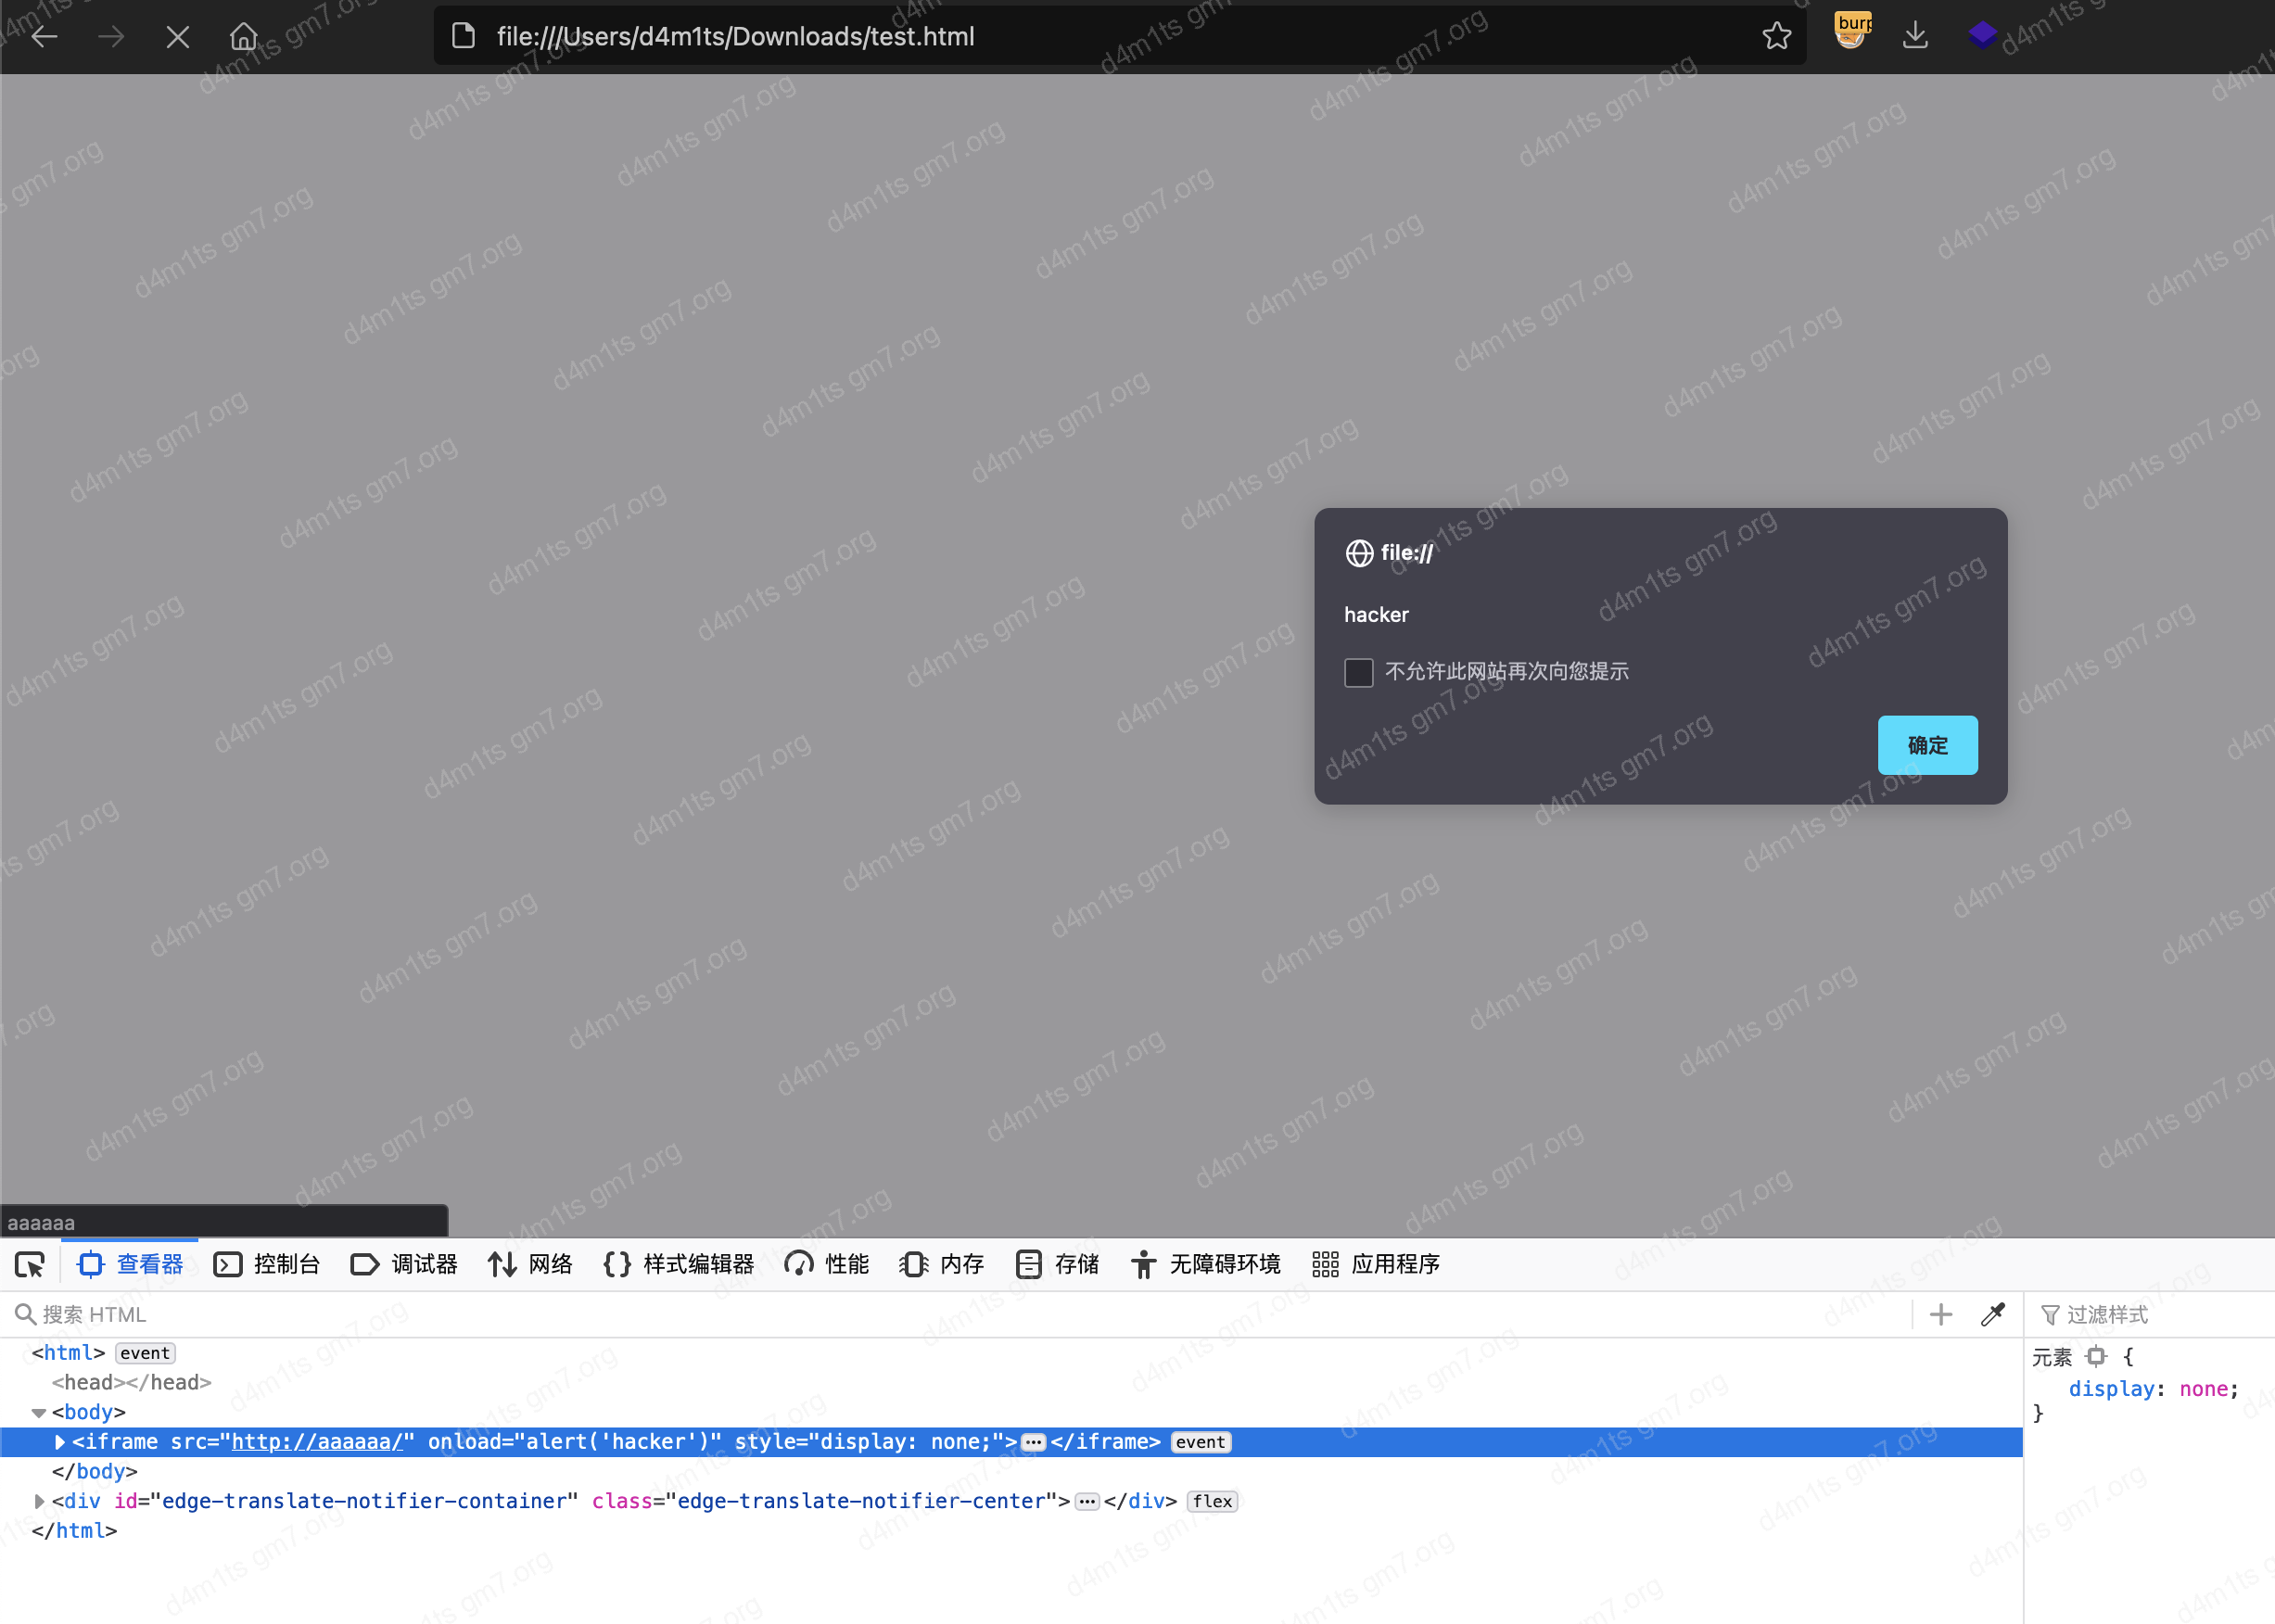 file:///Users/d4m1ts/Downloads/test.html
burp
d4m1ts gm7.org
file://
hacker
不允许此网站再次向您提示
确定
aaaaaa
查看器 控制台 调试器 网络 样式编辑器 性能 内存 存储 无障碍环境 应用程序
搜索 HTML
过滤样式
<html> event
<head></head>
<body>
<iframe src="http://aaaaaa/" onload="alert('hacker')" style="display: none;">⋯</iframe> event
</body>
<div id="edge-translate-notifier-container" class="edge-translate-notifier-center">⋯</div> flex
</html>
元素 {
display: none;
}